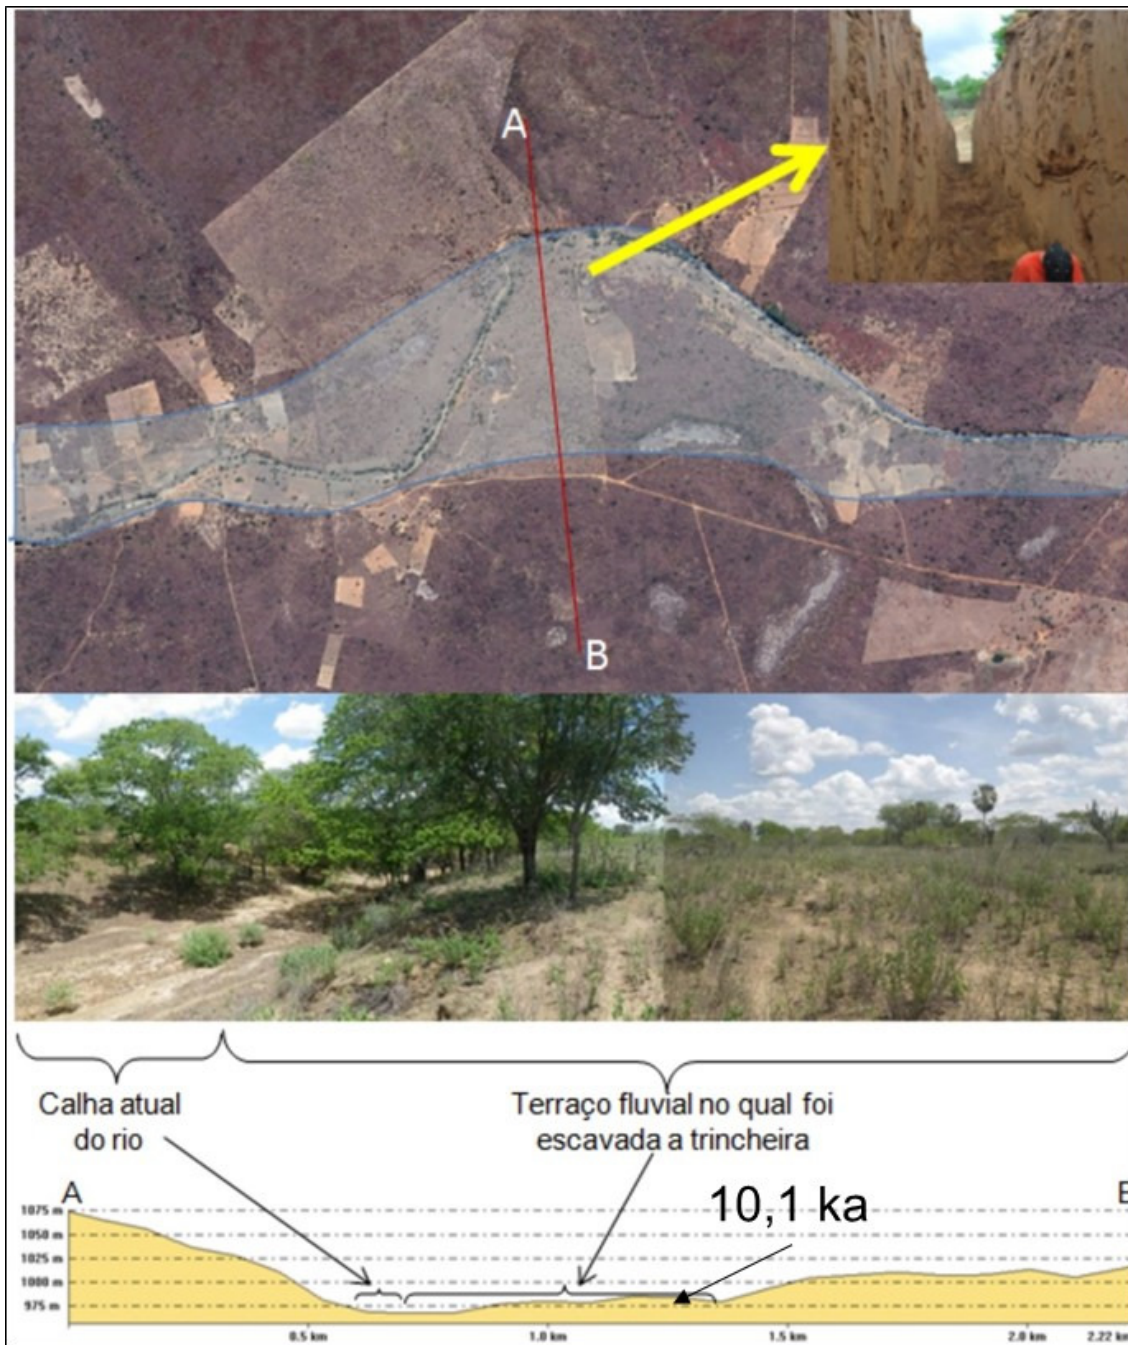 A
B
Calha atual
do rio
Terraço fluvial no qual foi
escavada a trincheira
A
B
10,1 ka
1075 m
1050 m
1025 m
1000 m
975 m
0.5 km
1.0 km
1.5 km
2.0 km
2.22 km